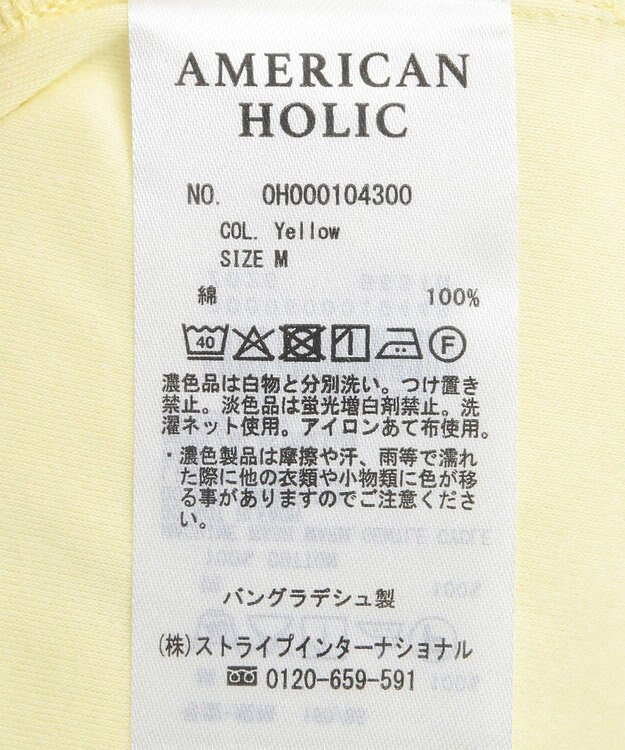 AMERICAN
HOLIC
NO. 0H000104300
COL. Yellow
SIZE M
綿 100%
40 F
濃色品は白物と分別洗い。つけ置き
禁止。淡色品は蛍光増白剤禁止。洗
濯ネット使用。アイロンあて布使用。
・濃色製品は摩擦や汗、雨等で濡れ
た際に他の衣類や小物類に色が移
る事がありますのでご注意くださ
い。
バングラデシュ製
(株)ストライプインターナショナル
0120-659-591